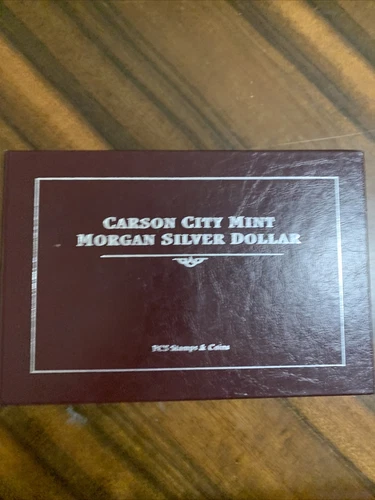 CARSON CITY MINT
MORGAN SILVER DOLLAR
PCS Stamps & Coins